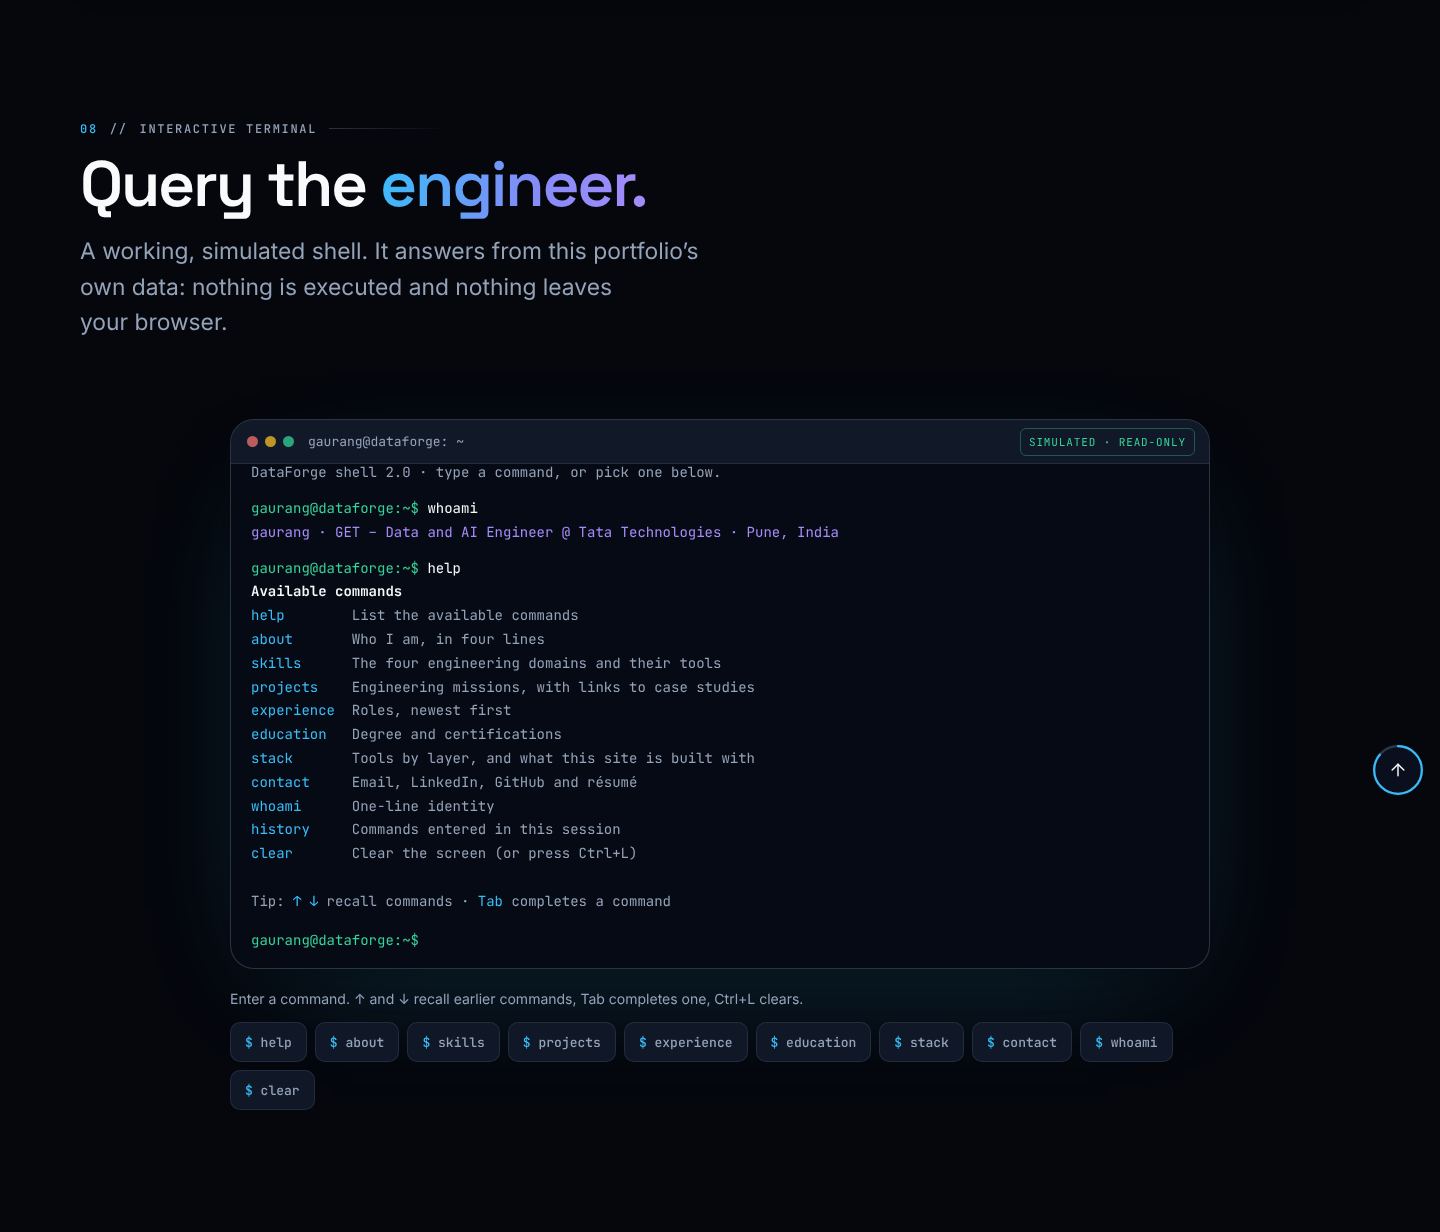 08 // INTERACTIVE TERMINAL
Query the engineer.
A working, simulated shell. It answers from this portfolio’s
own data: nothing is executed and nothing leaves
your browser.
gaurang@dataforge: ~
SIMULATED · READ-ONLY
DataForge shell 2.0 · type a command, or pick one below.
gaurang@dataforge:~$ whoami
gaurang · GET – Data and AI Engineer @ Tata Technologies · Pune, India
gaurang@dataforge:~$ help
Available commands
help List the available commands
about Who I am, in four lines
skills The four engineering domains and their tools
projects Engineering missions, with links to case studies
experience Roles, newest first
education Degree and certifications
stack Tools by layer, and what this site is built with
contact Email, LinkedIn, GitHub and résumé
whoami One-line identity
history Commands entered in this session
clear Clear the screen (or press Ctrl+L)
Tip: ↑ ↓ recall commands · Tab completes a command
gaurang@dataforge:~$
Enter a command. ↑ and ↓ recall earlier commands, Tab completes one, Ctrl+L clears.
$ help $ about $ skills $ projects $ experience $ education $ stack $ contact $ whoami
$ clear